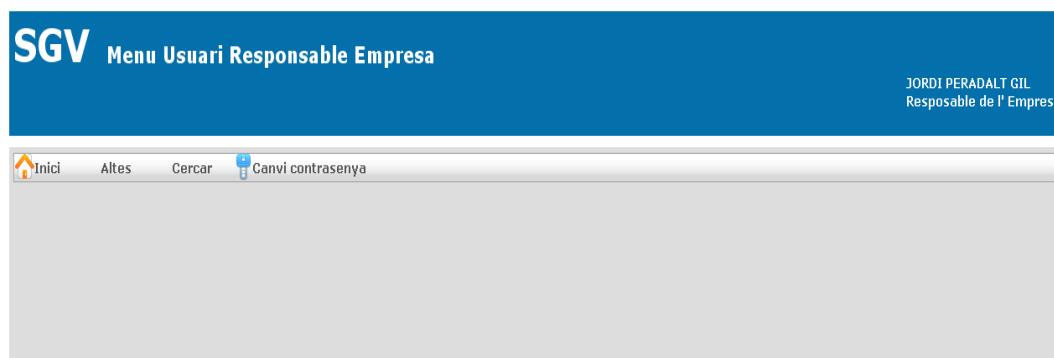 SGV Menu Usuari Responsable Empresa
JORDI PERADALT GIL
Resposable de l' Empres
Inici Altes Cercar Canvi contrasenya